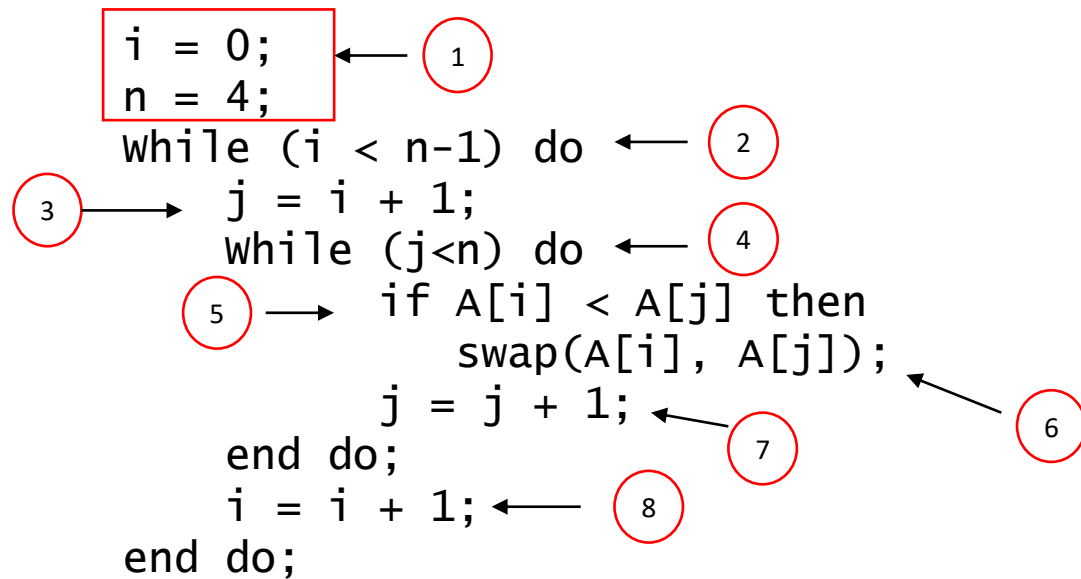 i = 0; 1
n = 4;
While (i < n-1) do 2
3 j = i + 1;
While (j<n) do 4
5 if A[i] < A[j] then
swap(A[i], A[j]);
6
j = j + 1;
7
end do;
i = i + 1; 8
end do;